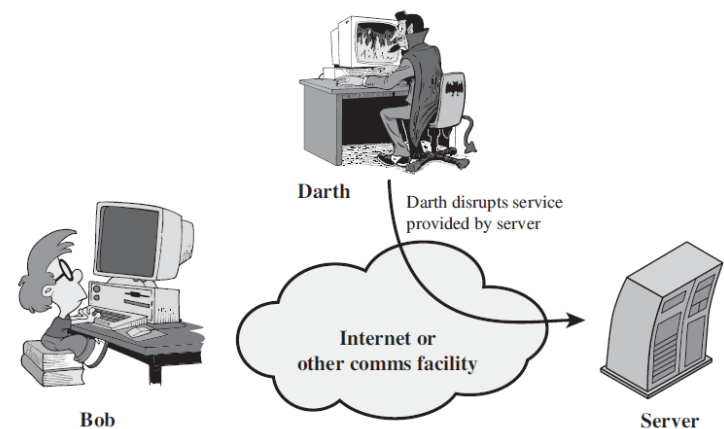 Darth
Darth disrupts service
provided by server
Internet or
other comms facility
Bob
Server